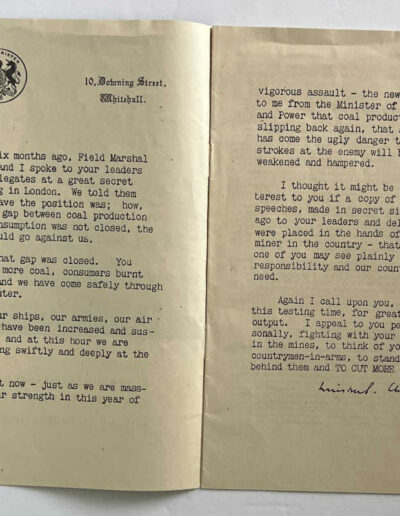 10, Downing Street,
Whitehall.
ix months ago, Field Marshal
and I spoke to your leaders
legates at a great secret
g in London. We told them
ave the position was; how,
gap between coal production
nsumption was not closed, the
uld go against us.
hat gap was closed. You
more coal, consumers burnt
and we have come safely through
nter.
ur ships, our armies, our air
have been increased and sus-
and at this hour we are
ng swiftly and deeply at the
t now - just as we are mass-
r strength in this year of
vigorous assault - the new
to me from the Minister of
and Power that coal produc
slipping back again, that
has come the ugly danger t
strokes at the enemy will
weakened and hampered.
I thought it might be
terest to you if a copy of
speeches, made in secret si
ago to your leaders and del
were placed in the hands of
miner in the country - that
one of you may see plainly
responsibility and our coun
need.
Again I call upon you,
this testing time, for great
output. I appeal to you pe
sonally, fighting with your
in the mines, to think of yo
countrymen-in-arms, to stand
behind them and TO CUT MORE